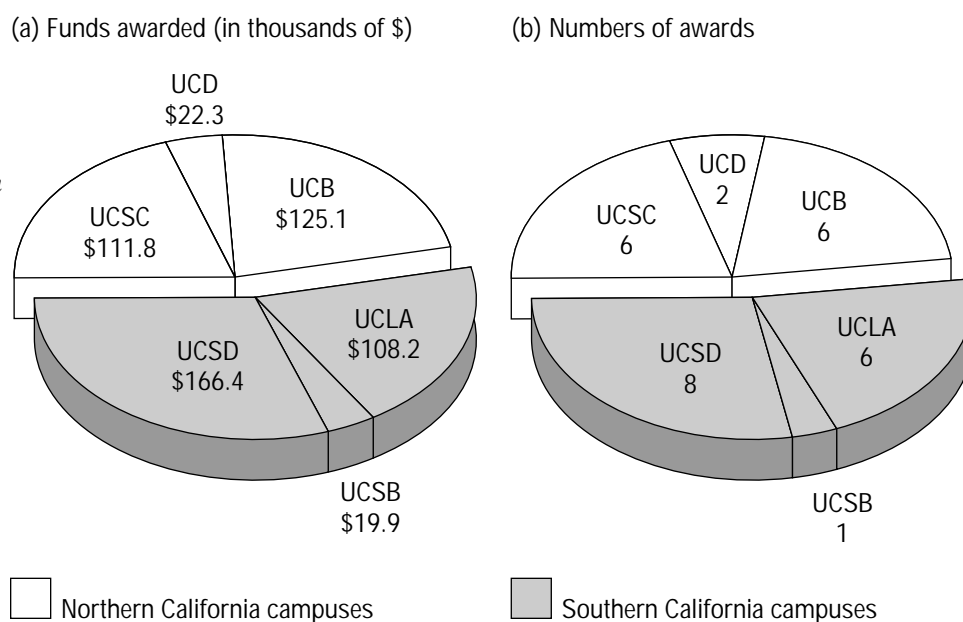 (a) Funds awarded (in thousands of $)
UCD
$22.3
UCB
$125.1
UCSC
$111.8
UCLA
$108.2
UCSD
$166.4
UCSB
$19.9
(b) Numbers of awards
UCD
2
UCB
6
UCSC
6
UCLA
6
UCSD
8
UCSB
1
Northern California campuses
Southern California campuses